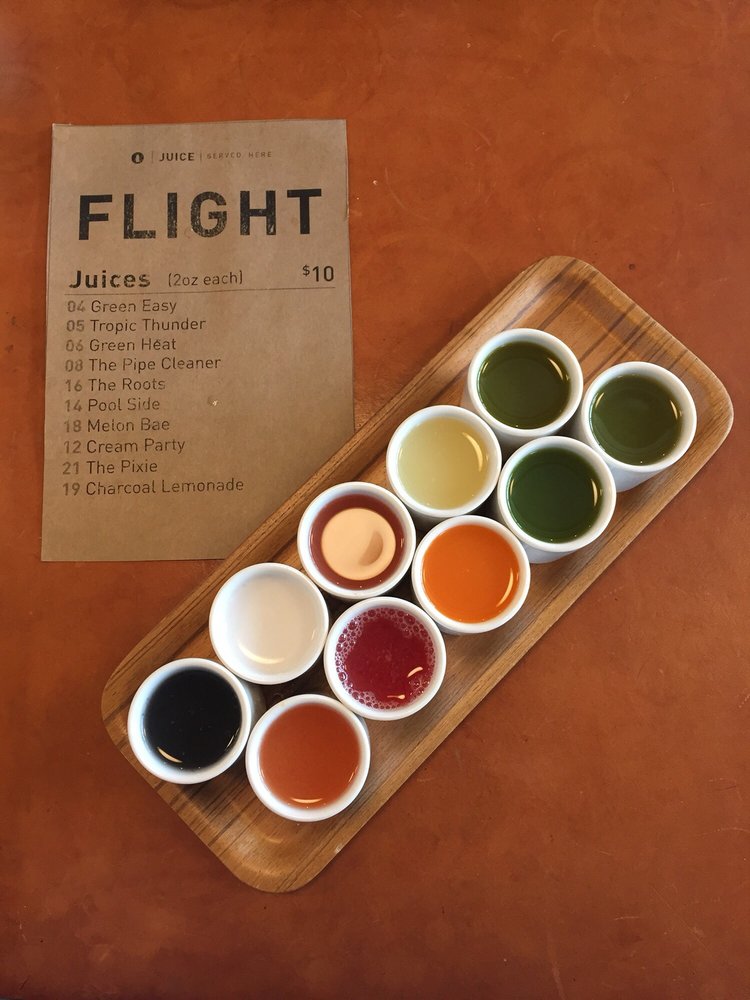 JUICE | SERVED HERE
FLIGHT
Juices (2oz each) $10
04 Green Easy
05 Tropic Thunder
06 Green Heat
08 The Pipe Cleaner
16 The Roots
14 Pool Side
18 Melon Bae
12 Cream Party
21 The Pixie
19 Charcoal Lemonade